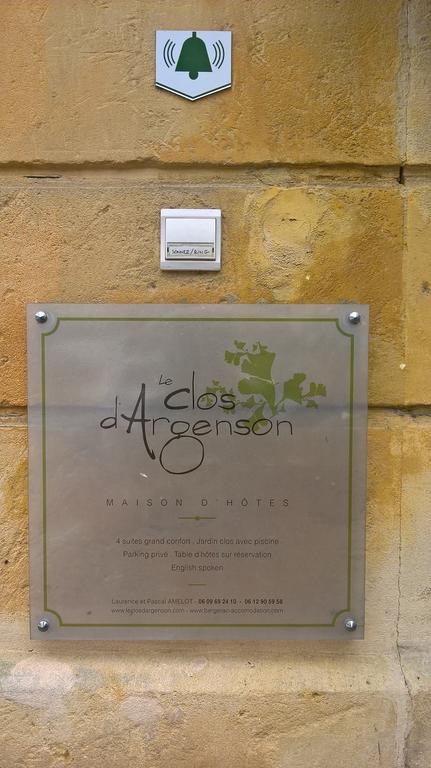 SONNEZ/RING
Le
clos
d'Argenson
MAISON D'HÔTES
4 suites grand confort . Jardin clos avec piscine
Parking privé . Table d'hôtes sur réservation
English spoken
Laurence et Pascal AMELOT - 06 09 69 24 10 - 06 12 90 59 58
www.leclosdargenson.com - www.bergerac-accomodation.com